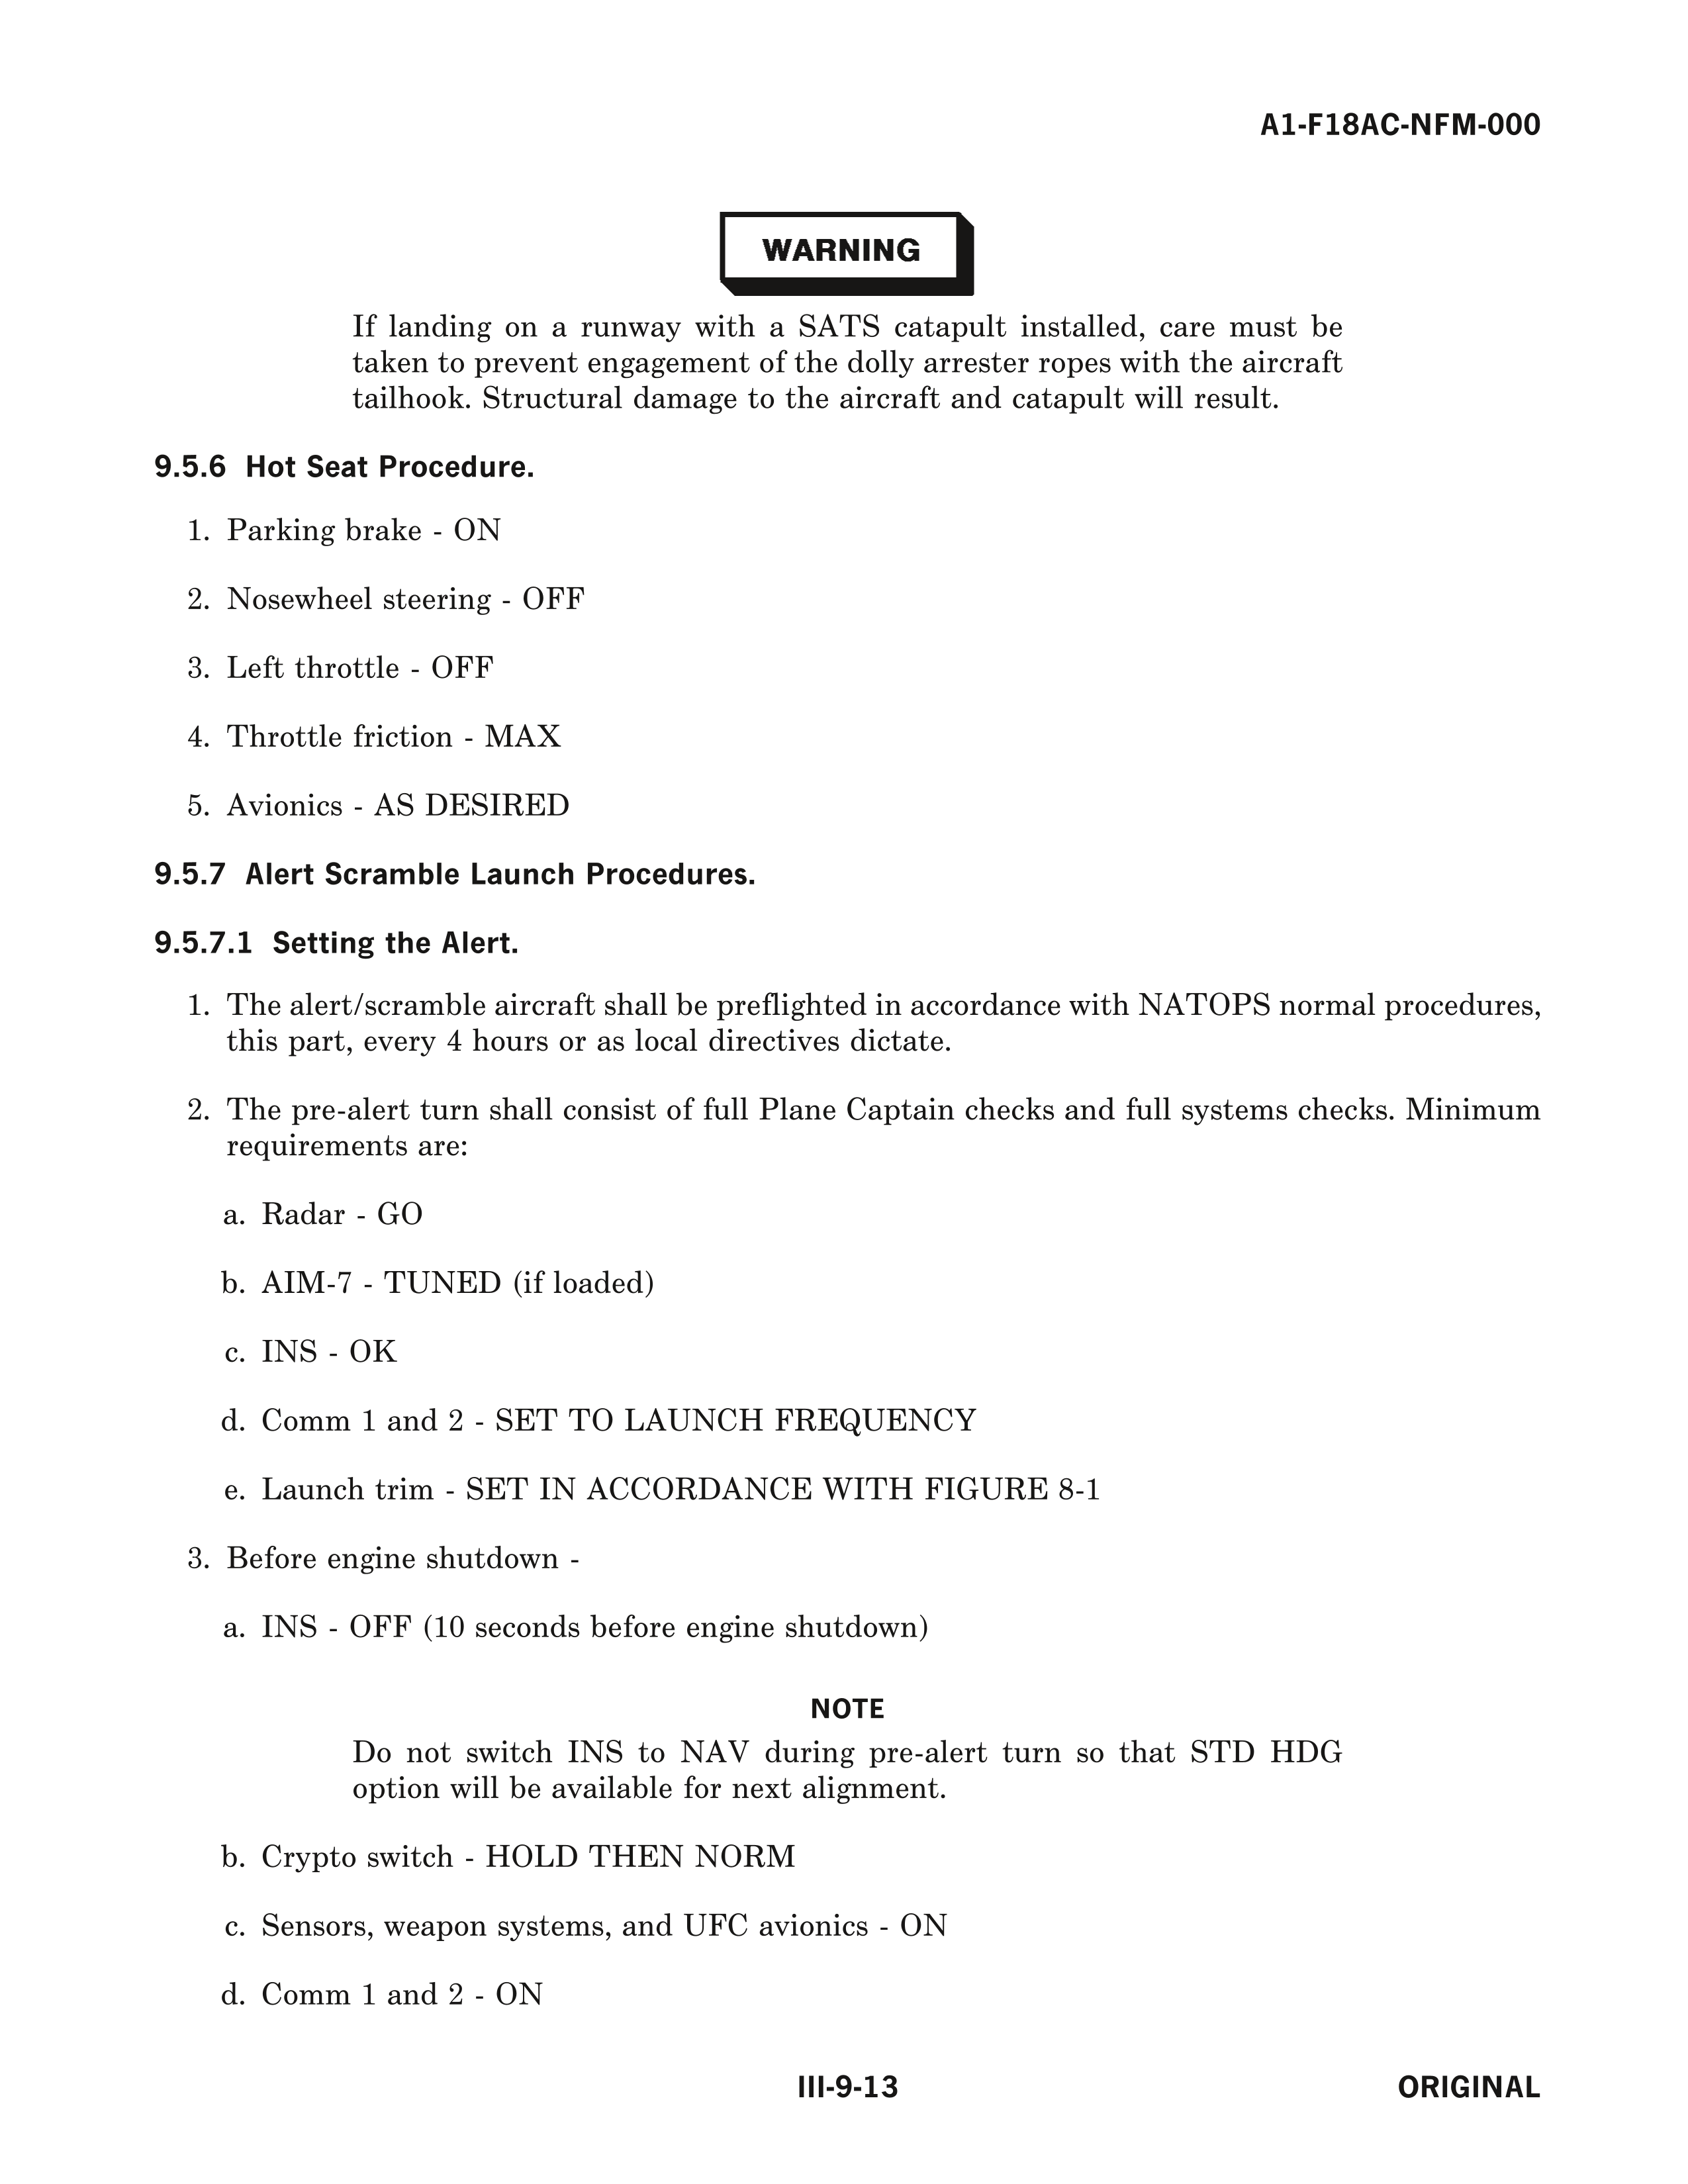 A1-F18AC-NFM-000
WARNING
If landing on a runway with a SATS catapult installed, care must be
taken to prevent engagement of the dolly arrester ropes with the aircraft
tailhook. Structural damage to the aircraft and catapult will result.
9.5.6 Hot Seat Procedure.
1. Parking brake - ON
2. Nosewheel steering - OFF
3. Left throttle - OFF
4. Throttle friction - MAX
5. Avionics - AS DESIRED
9.5.7 Alert Scramble Launch Procedures.
9.5.7.1 Setting the Alert.
1. The alert/scramble aircraft shall be preflighted in accordance with NATOPS normal procedures,
this part, every 4 hours or as local directives dictate.
2. The pre-alert turn shall consist of full Plane Captain checks and full systems checks. Minimum
requirements are:
a. Radar - GO
b. AIM-7 - TUNED (if loaded)
c. INS - OK
d. Comm 1 and 2 - SET TO LAUNCH FREQUENCY
e. Launch trim - SET IN ACCORDANCE WITH FIGURE 8-1
3. Before engine shutdown -
a. INS - OFF (10 seconds before engine shutdown)
NOTE
Do not switch INS to NAV during pre-alert turn so that STD HDG
option will be available for next alignment.
b. Crypto switch - HOLD THEN NORM
c. Sensors, weapon systems, and UFC avionics - ON
d. Comm 1 and 2 - ON
III-9-13
ORIGINAL